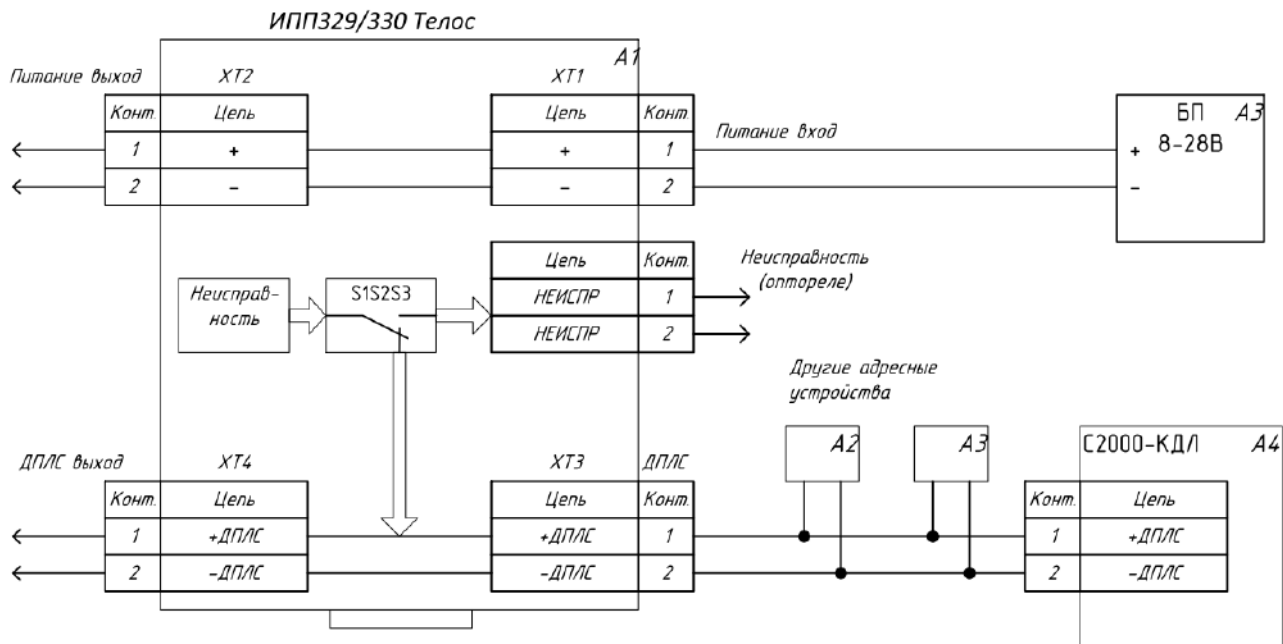 ИПП329/330 Телос
A1
Питание выход
XT2
XT1
Конт.
Цепь
Цепь
Конт.
1
+
+
1
2
–
–
2
Питание вход
БП
A3
8-28В
+
–
Неисправ-
ность
S1S2S3
Цепь
Конт.
НЕИСПР
1
НЕИСПР
2
Неисправность
(оптореле)
Другие адресные
устройства
A2
A3
С2000-КДЛ
A4
ДПЛС выход
XT4
XT3
ДПЛС
Конт.
Цепь
Цепь
Конт.
1
+ДПЛС
+ДПЛС
1
2
-ДПЛС
-ДПЛС
2
Конт.
Цепь
1
+ДПЛС
2
-ДПЛС